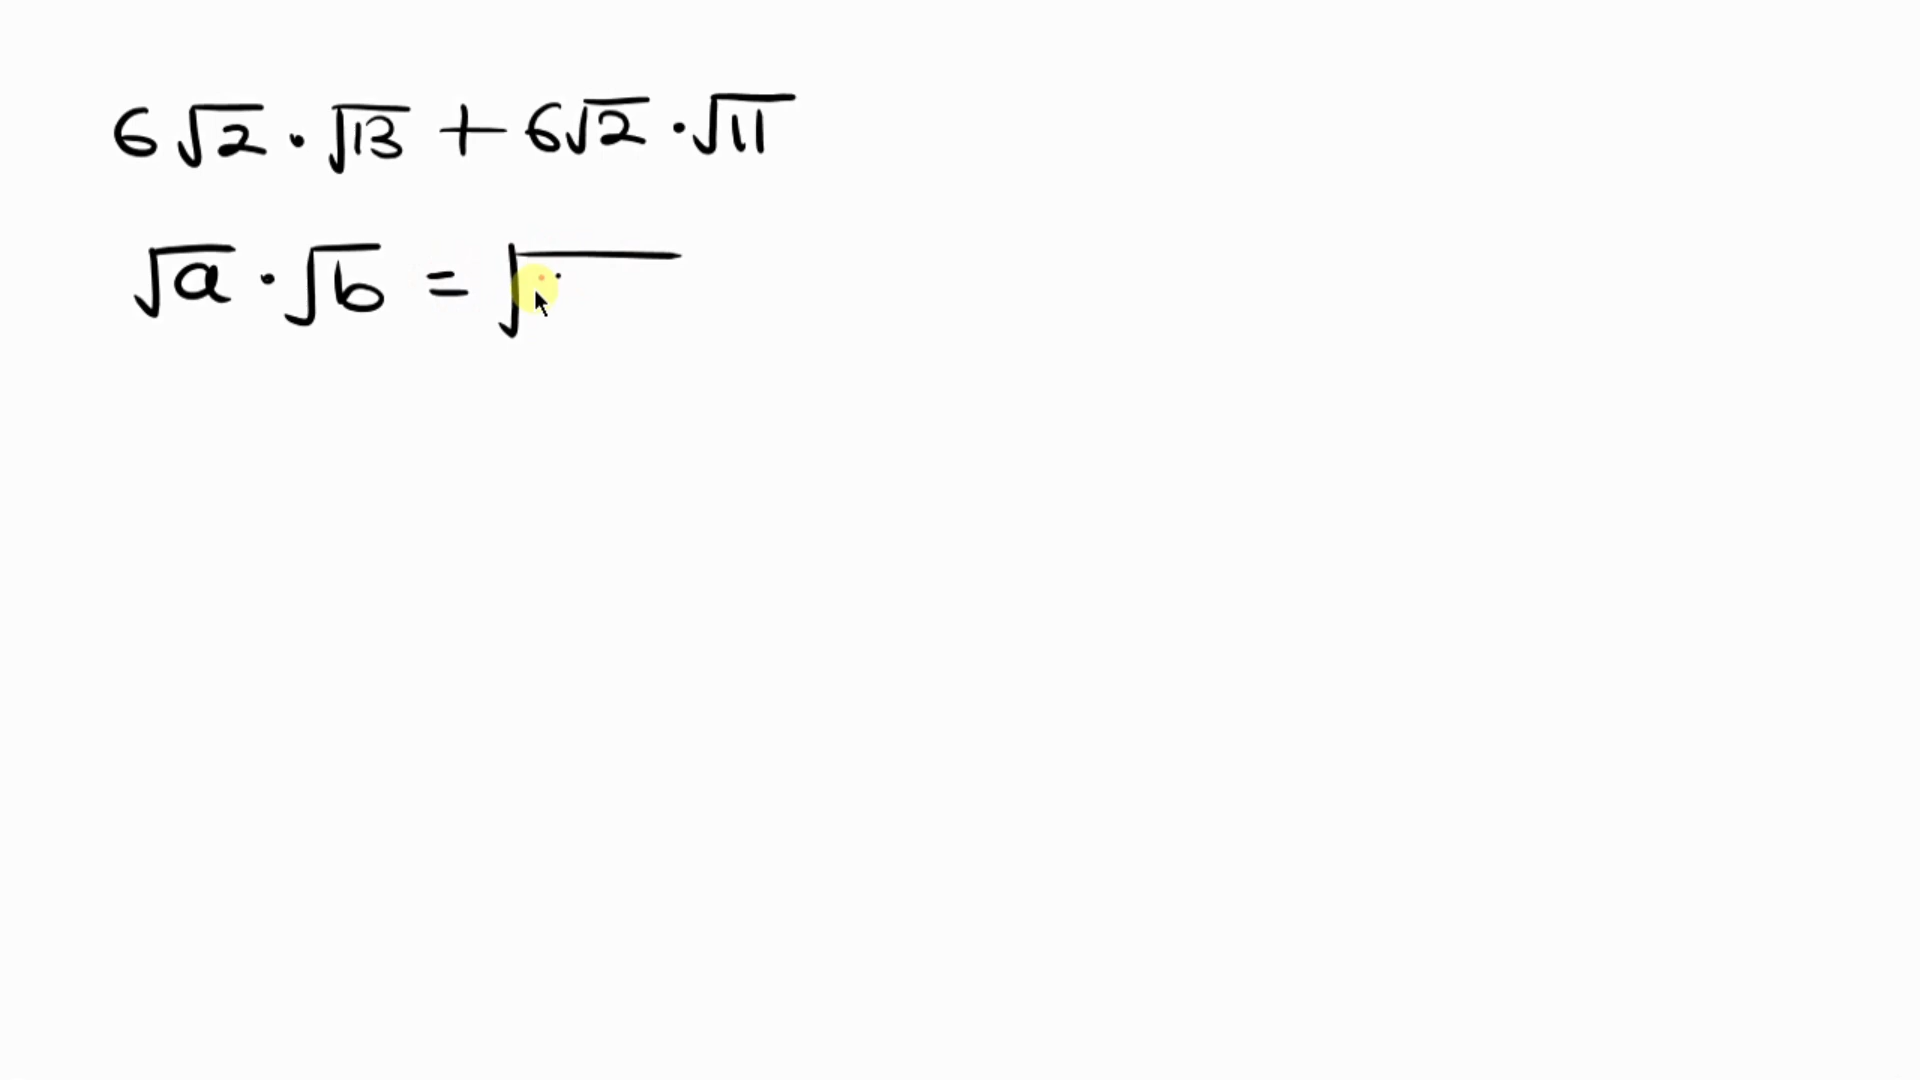 6√2 · √13 + 6√2 · √11
√a · √b = √